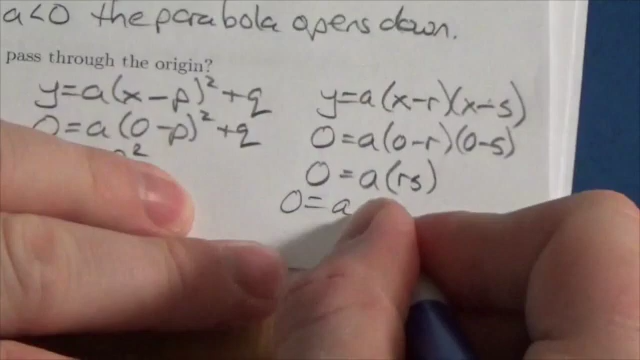 a<0 the parabola opens down.
pass through the origin?
y=a(x-p)²+q
0=a(0-p)²+q
y=a(x-r)(x-s)
0=a(0-r)(0-s)
0=a(rs)
0=a